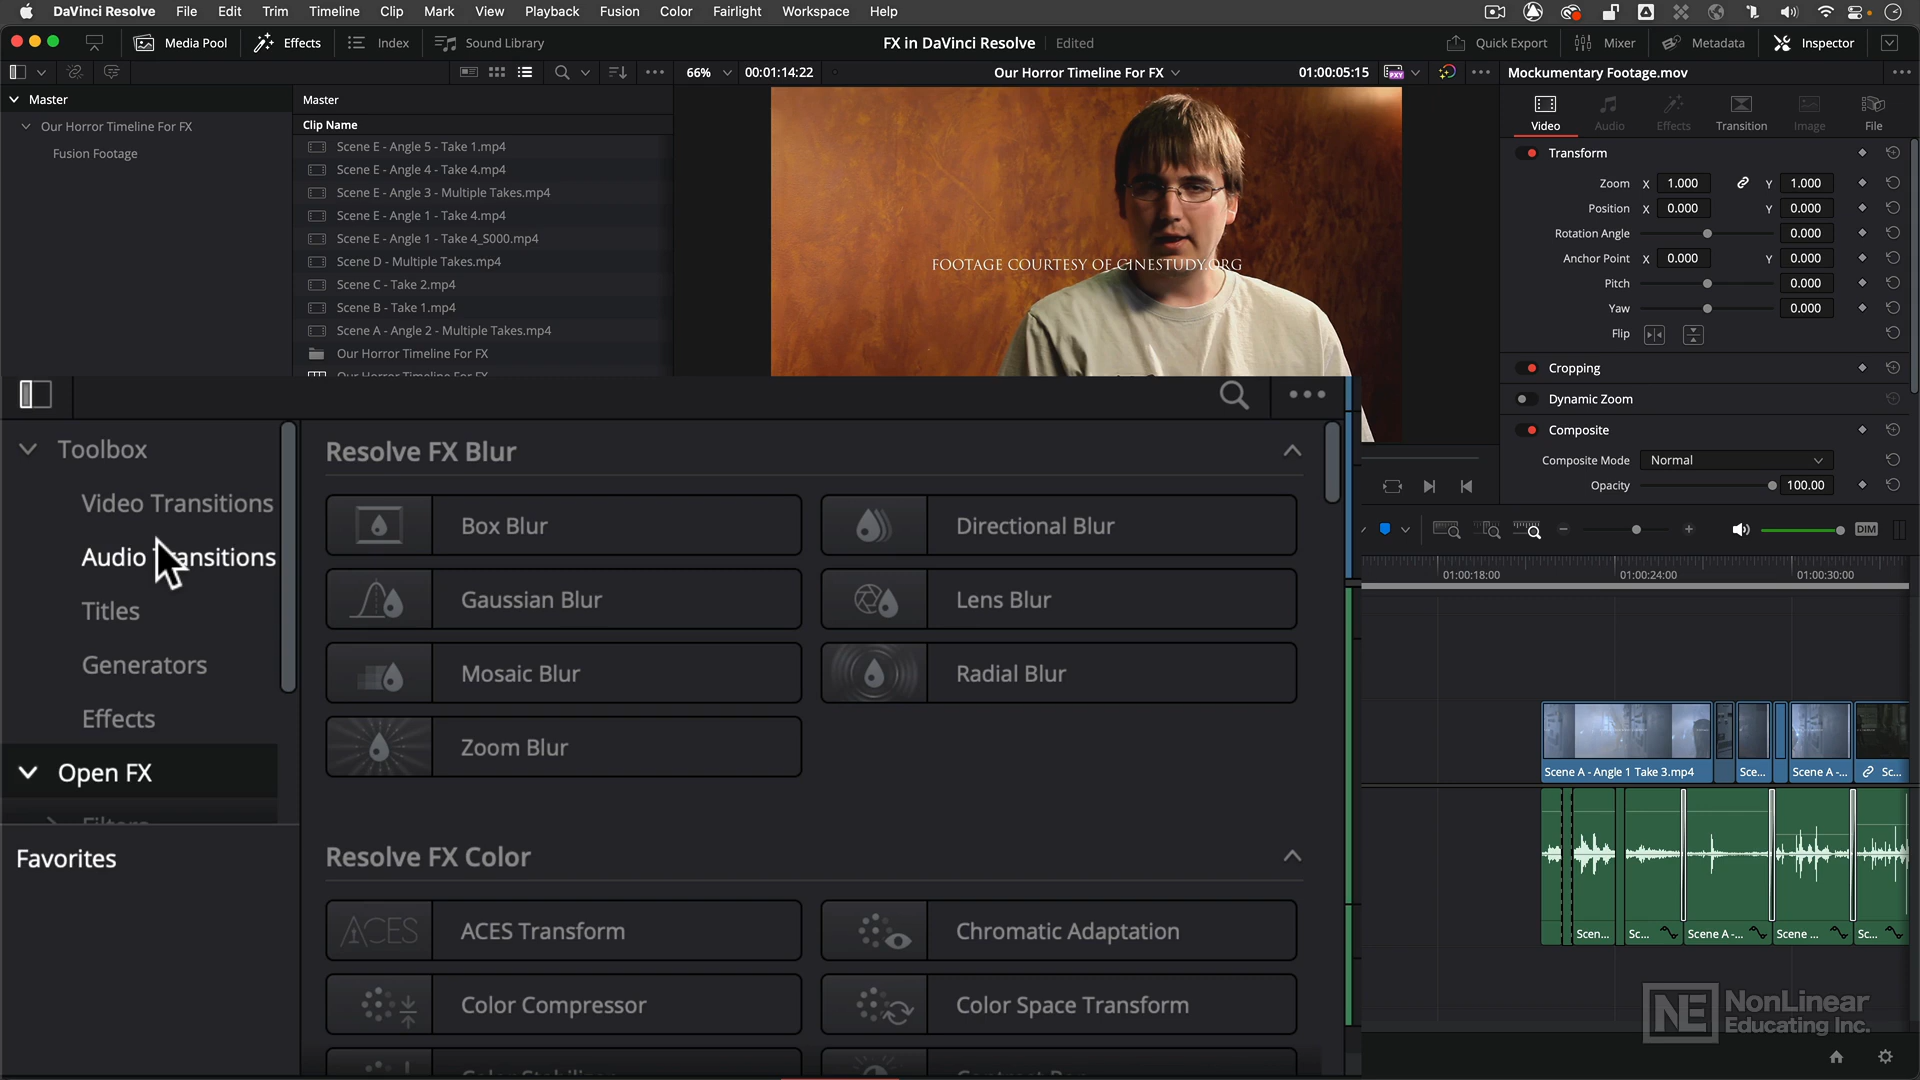 DaVinci Resolve File Edit Trim Timeline Clip Mark View Playback Fusion Color Fairlight Workspace Help
Media Pool Effects Index Sound Library FX in DaVinci Resolve Edited Quick Export Mixer Metadata Inspector
66% 00:01:14:22 Our Horror Timeline For FX 01:00:05:15 PXY Mockumentary Footage.mov
Master
Our Horror Timeline For FX
Fusion Footage
Master
Clip Name
Scene E - Angle 5 - Take 1.mp4
Scene E - Angle 4 - Take 4.mp4
Scene E - Angle 3 - Multiple Takes.mp4
Scene E - Angle 1 - Take 4.mp4
Scene E - Angle 1 - Take 4_S000.mp4
Scene D - Multiple Takes.mp4
Scene C - Take 2.mp4
Scene B - Take 1.mp4
Scene A - Angle 2 - Multiple Takes.mp4
Our Horror Timeline For FX
Our Horror Timeline For FX
FOOTAGE COURTESY OF CINESTUDY.ORG
Video Audio Effects Transition Image File
Transform
Zoom X 1.000 Y 1.000
Position X 0.000 Y 0.000
Rotation Angle 0.000
Anchor Point X 0.000 Y 0.000
Pitch 0.000
Yaw 0.000
Flip
Cropping
Dynamic Zoom
Composite
Composite Mode Normal
Opacity 100.00
Toolbox
Video Transitions
Audio Transitions
Titles
Generators
Effects
Open FX
Filters
Favorites
Resolve FX Blur
Box Blur Directional Blur
Gaussian Blur Lens Blur
Mosaic Blur Radial Blur
Zoom Blur
Resolve FX Color
ACES ACES Transform Chromatic Adaptation
Color Compressor Color Space Transform
DIM
01:00:18:00 01:00:24:00 01:00:30:00
Scene A - Angle 1 Take 3.mp4 Sce... Scene A -... Sc...
Scen... Sc... Scene A -... Scene ... Sc...
NE NonLinear
Educating Inc.